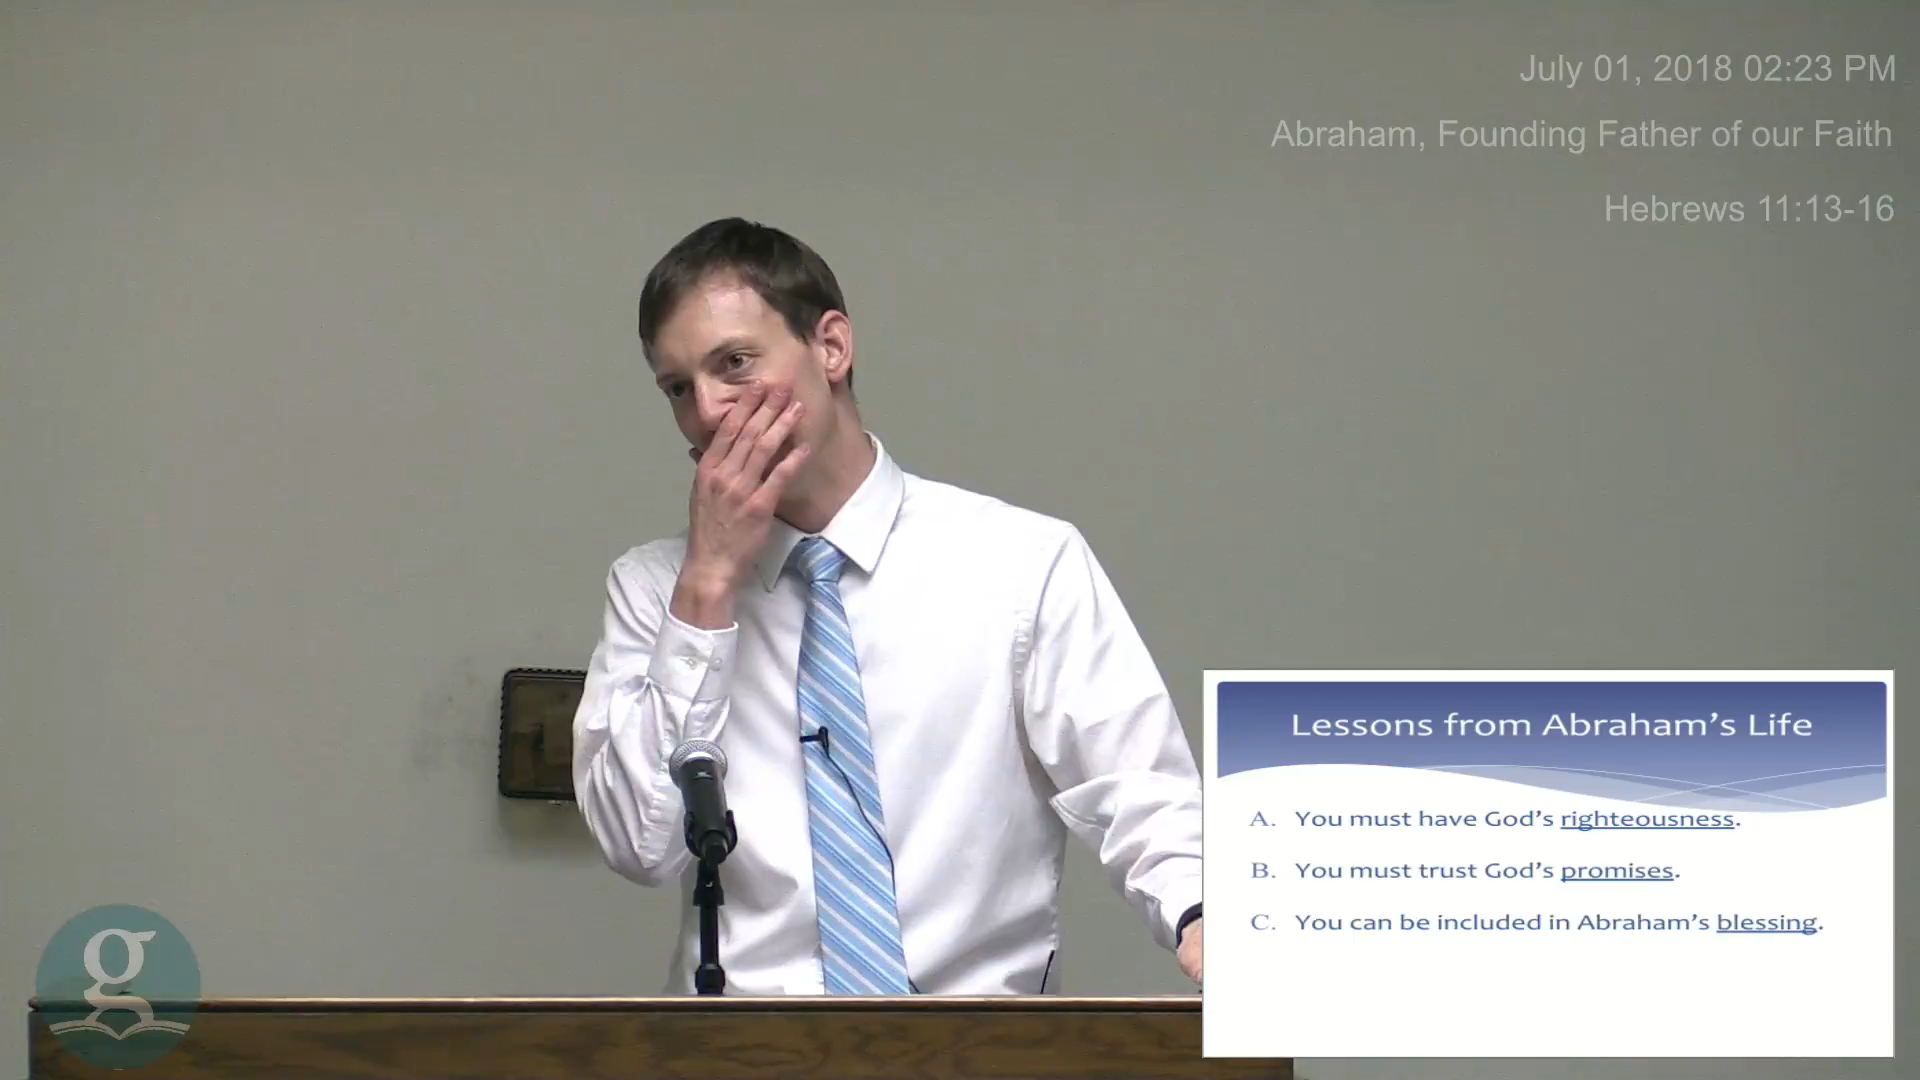 July 01, 2018 02:23 PM
Abraham, Founding Father of our Faith
Hebrews 11:13-16
Lessons from Abraham's Life
A. You must have God's righteousness.
B. You must trust God's promises.
C. You can be included in Abraham's blessing.
g